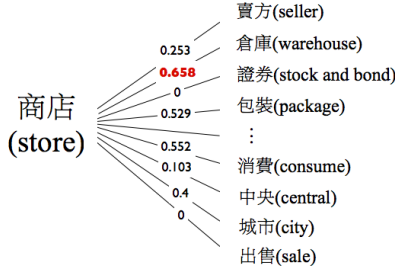 賣方(seller)
0.253
倉庫(warehouse)
0.658
證券(stock and bond)
0
商店
(store)
包裝(package)
0.529
⋮
0.552
消費(consume)
0.103
中央(central)
0.4
城市(city)
0
出售(sale)